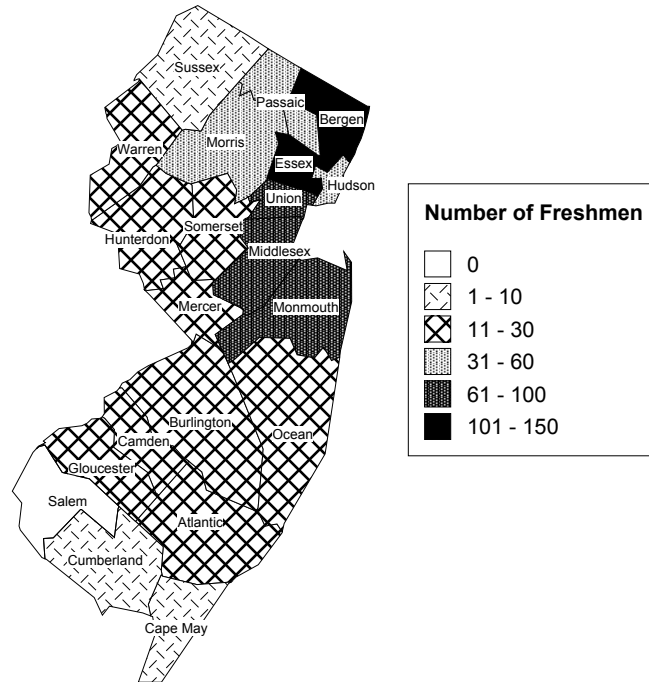 Sussex
Passaic
Bergen
Morris
Warren
Essex
Hudson
Union
Somerset
Hunterdon
Middlesex
Mercer
Monmouth
Burlington
Ocean
Camden
Gloucester
Salem
Atlantic
Cumberland
Cape May
Number of Freshmen
0
1 - 10
11 - 30
31 - 60
61 - 100
101 - 150